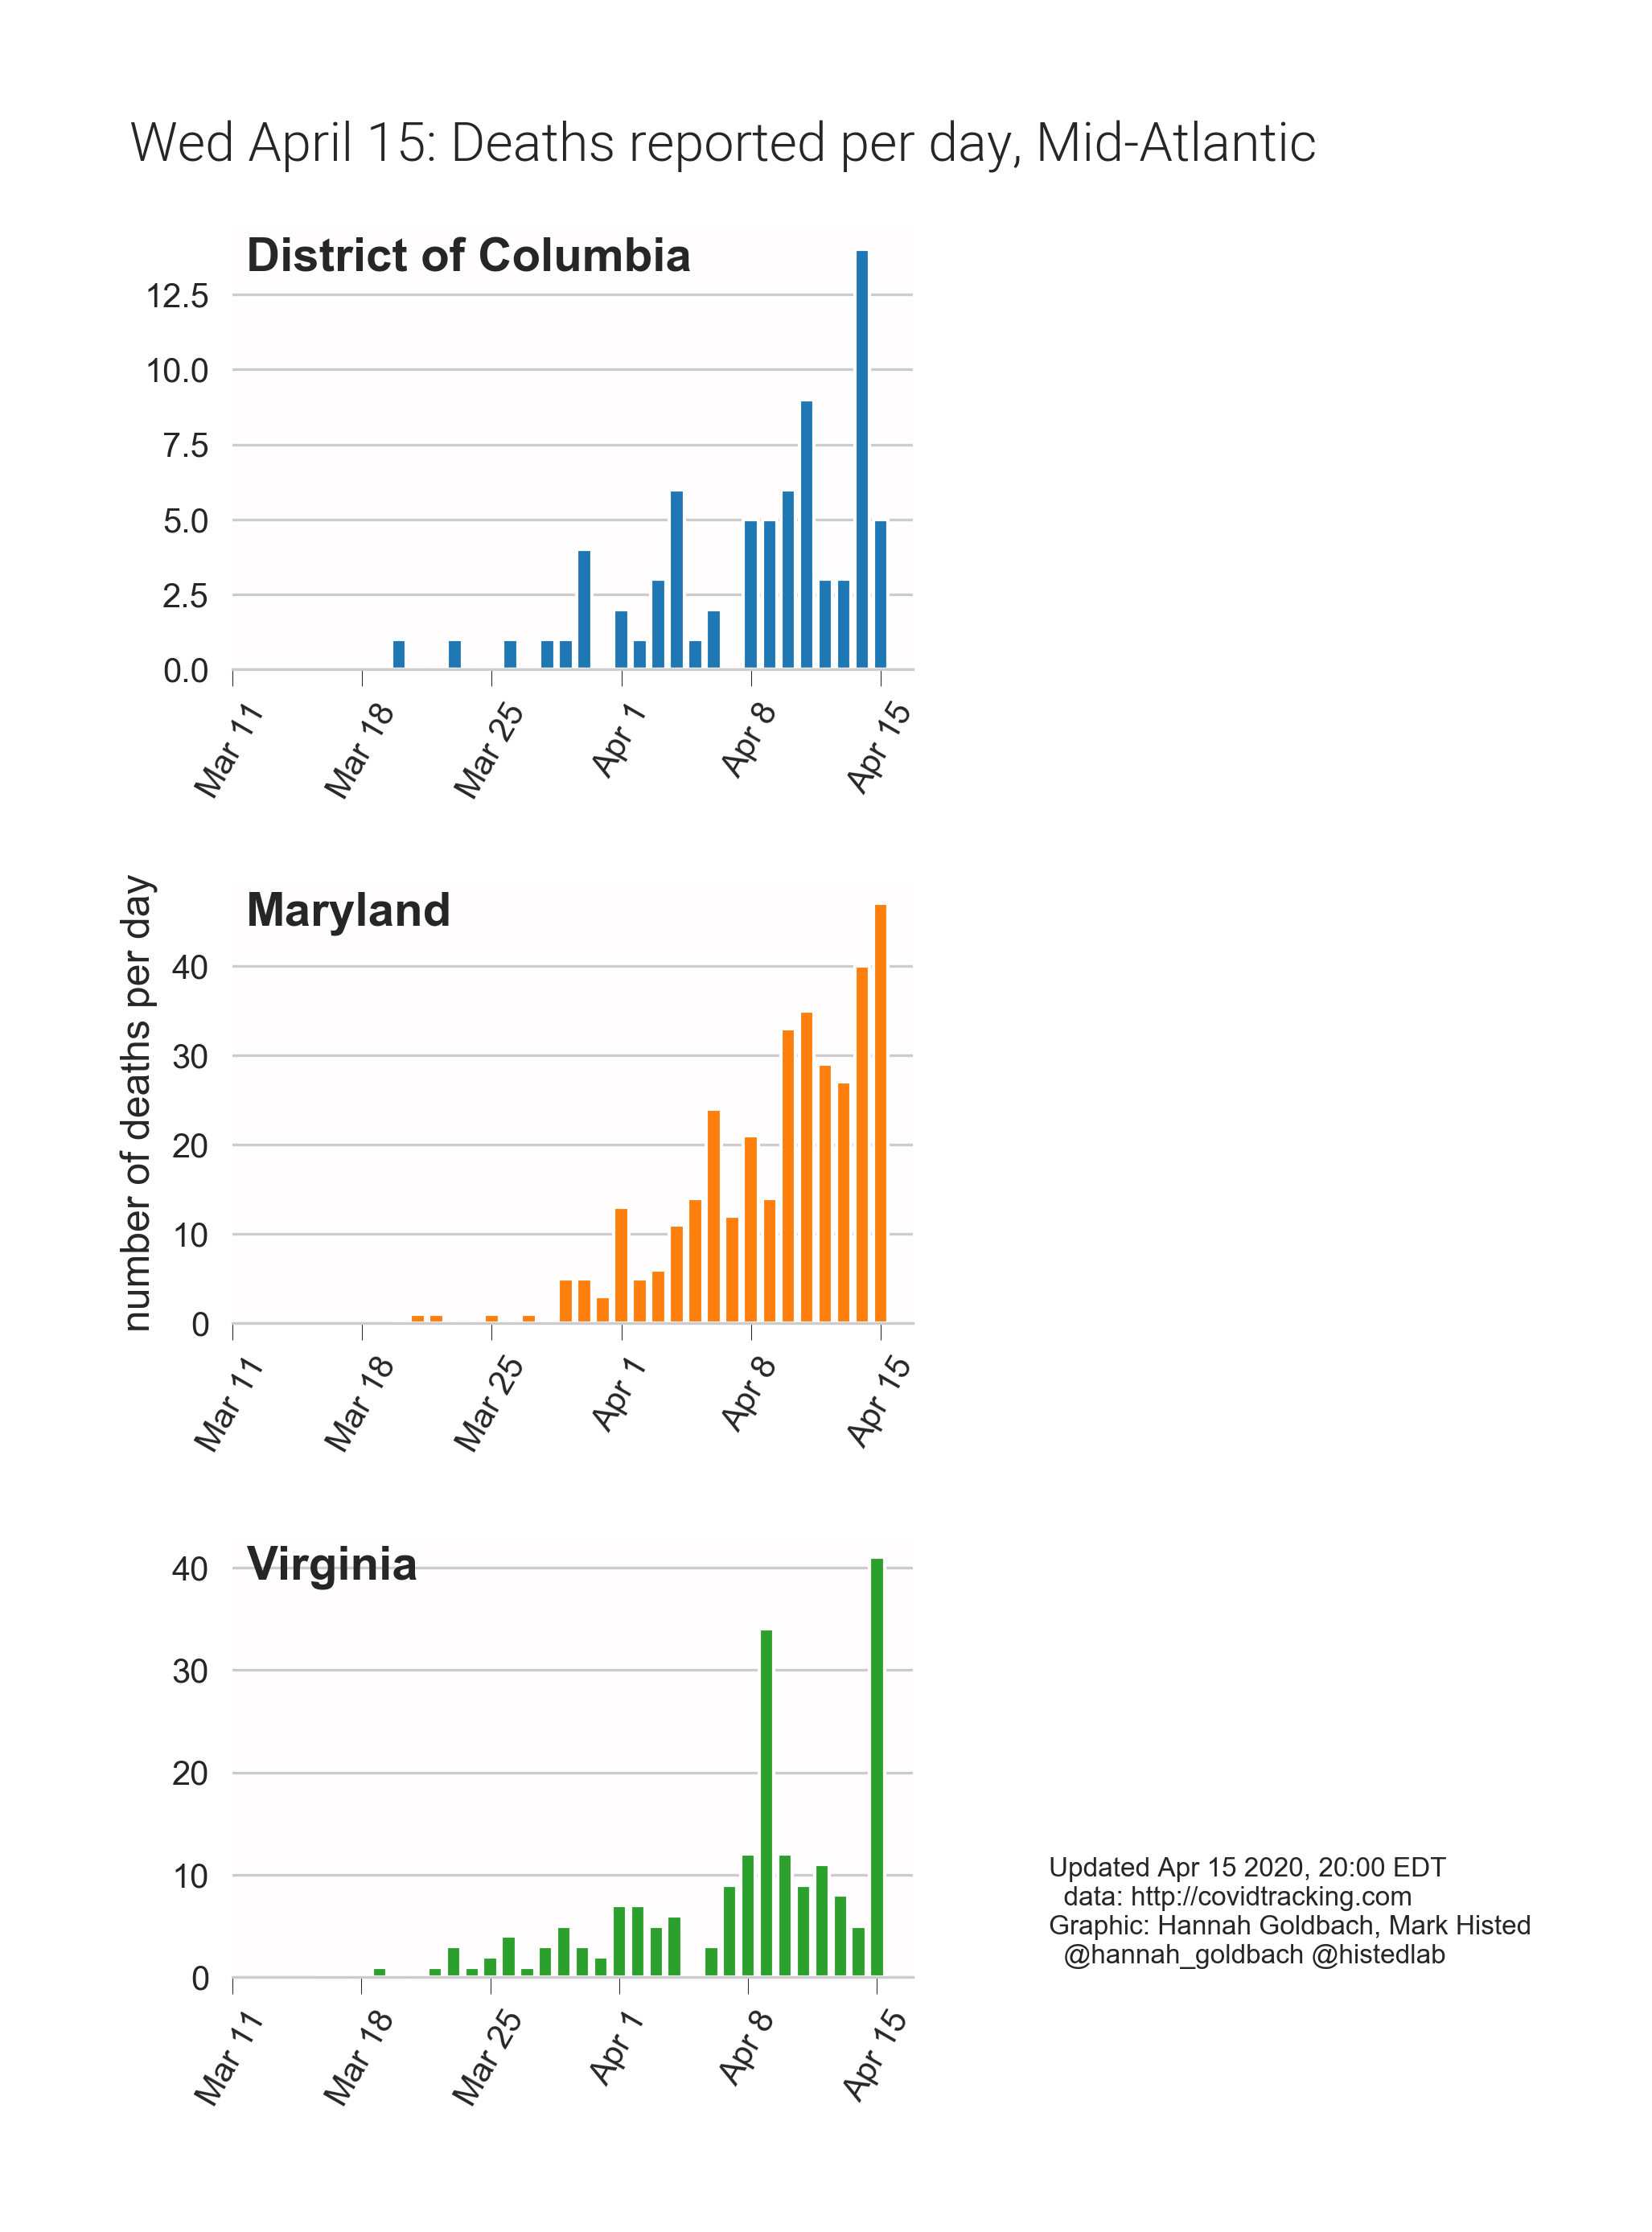 Wed April 15: Deaths reported per day, Mid-Atlantic
District of Columbia
12.5
10.0
7.5
5.0
2.5
0.0
Mar 11
Mar 18
Mar 25
Apr 1
Apr 8
Apr 15
number of deaths per day
Maryland
40
30
20
10
0
Mar 11
Mar 18
Mar 25
Apr 1
Apr 8
Apr 15
Virginia
40
30
20
10
0
Mar 11
Mar 18
Mar 25
Apr 1
Apr 8
Apr 15
Updated Apr 15 2020, 20:00 EDT
data: http://covidtracking.com
Graphic: Hannah Goldbach, Mark Histed
@hannah_goldbach @histedlab